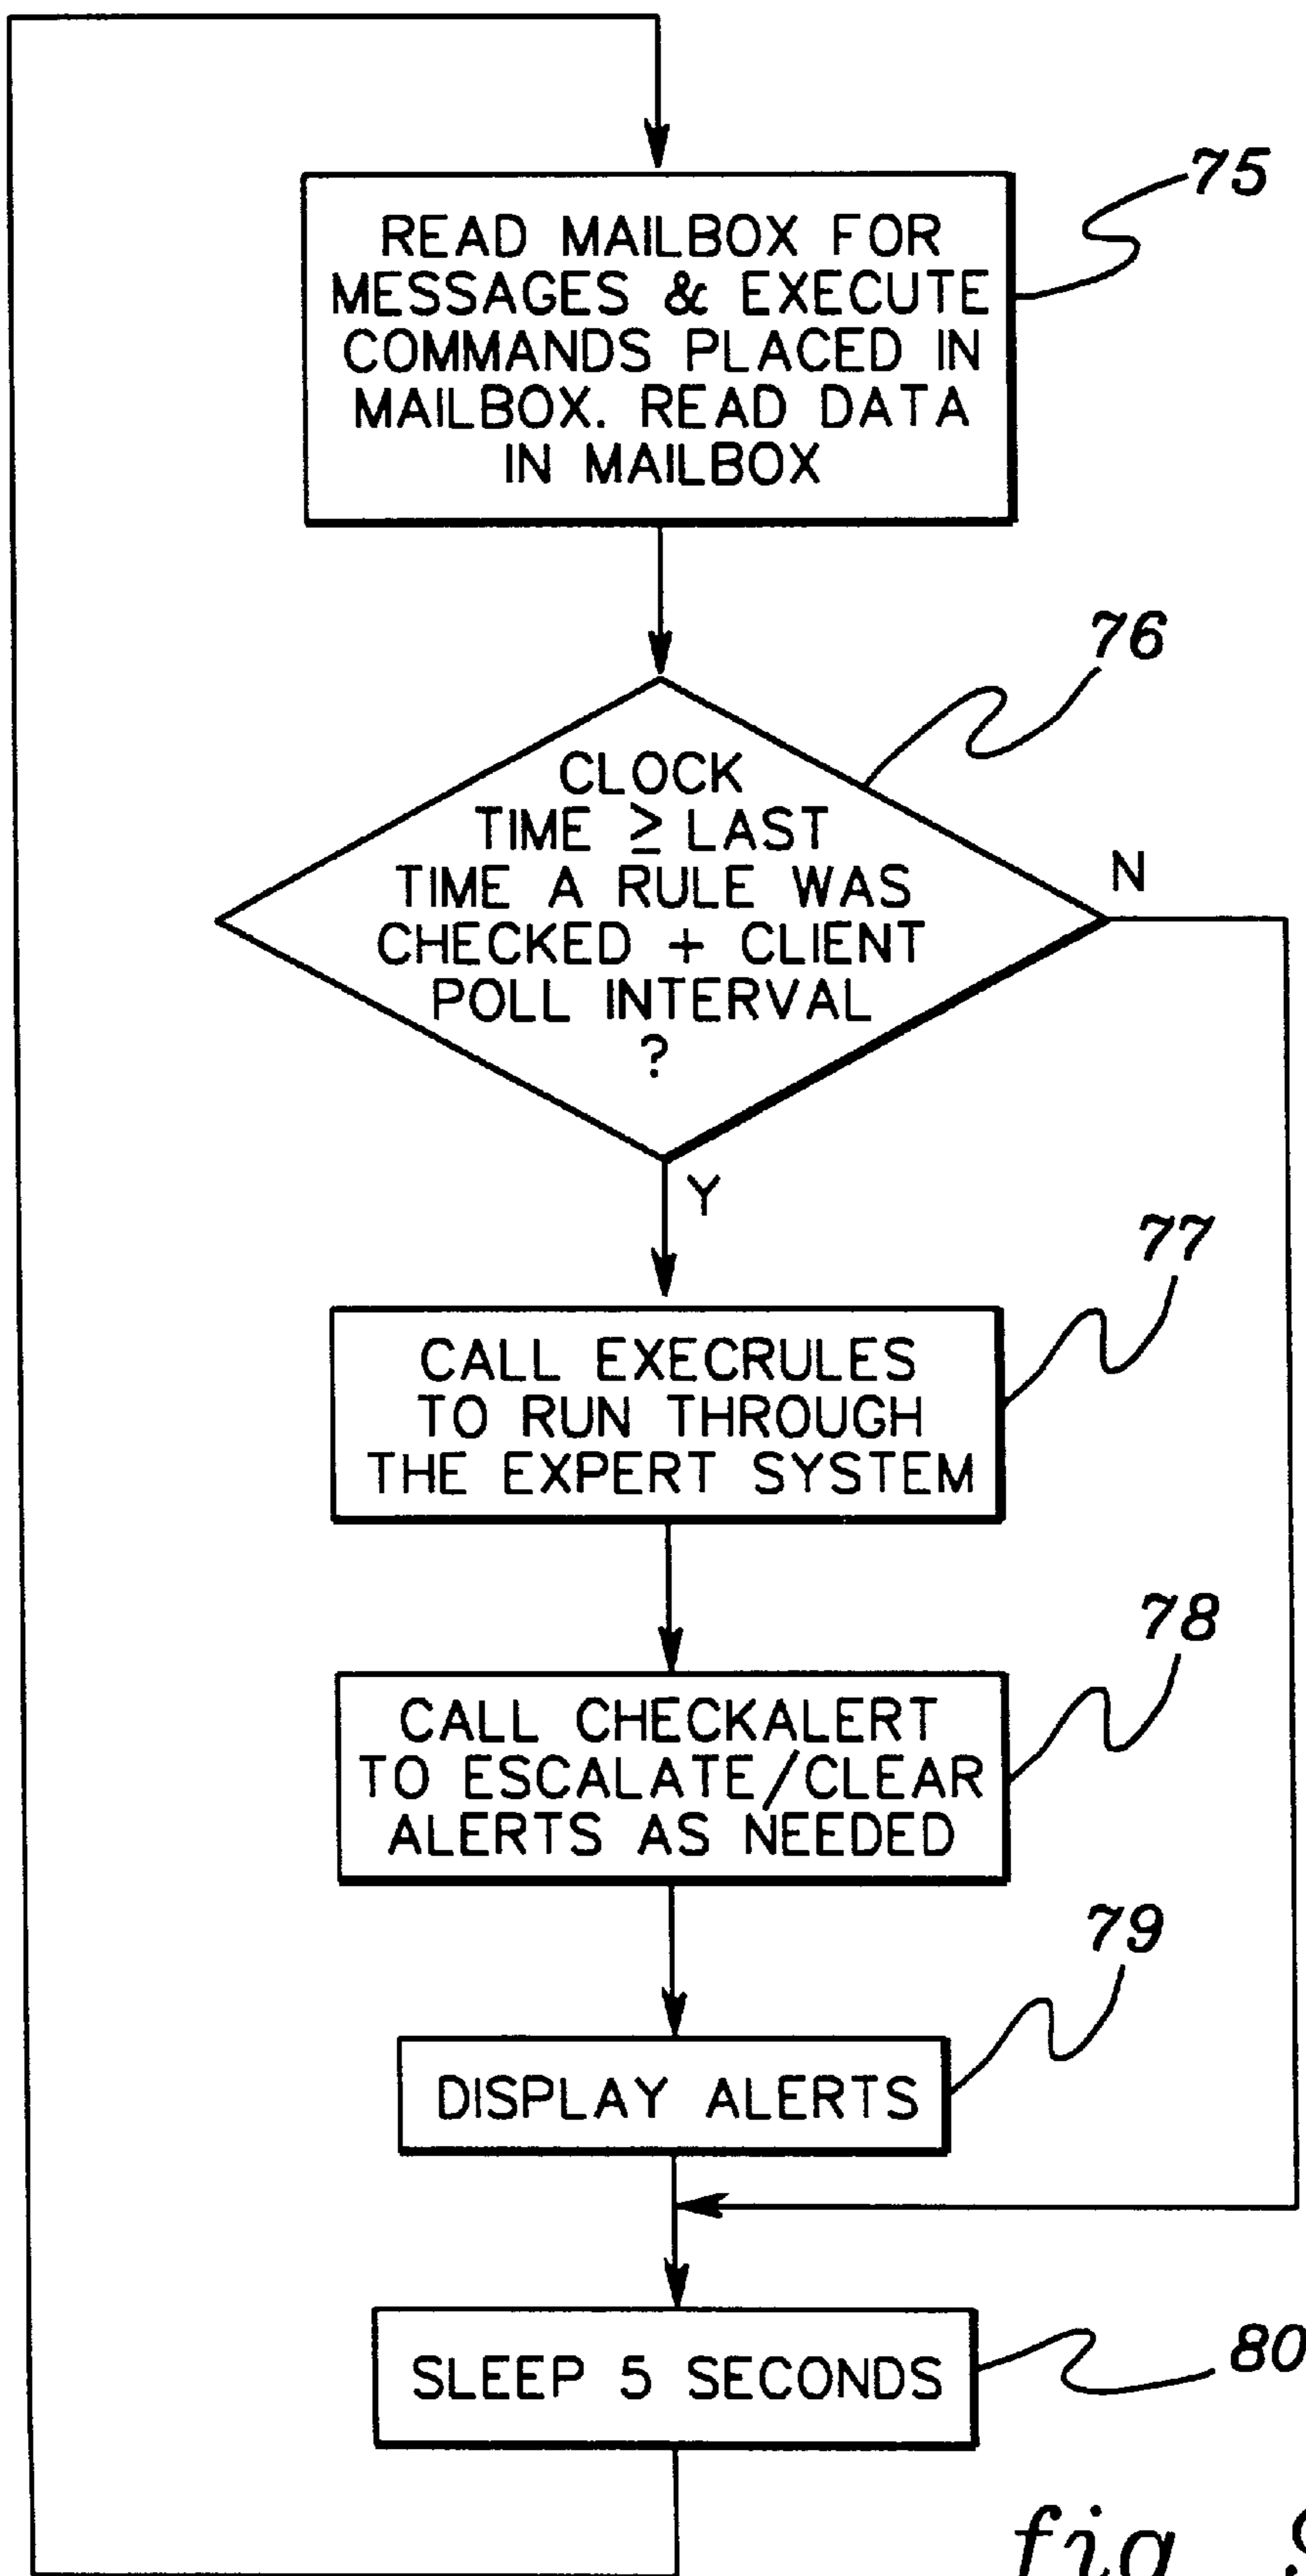 75
READ MAILBOX FOR
MESSAGES & EXECUTE
COMMANDS PLACED IN
MAILBOX. READ DATA
IN MAILBOX
76
CLOCK
TIME ≥ LAST
TIME A RULE WAS
CHECKED + CLIENT
POLL INTERVAL
?
N
Y
77
CALL EXECRULES
TO RUN THROUGH
THE EXPERT SYSTEM
78
CALL CHECKALERT
TO ESCALATE/CLEAR
ALERTS AS NEEDED
79
DISPLAY ALERTS
80
SLEEP 5 SECONDS
fig